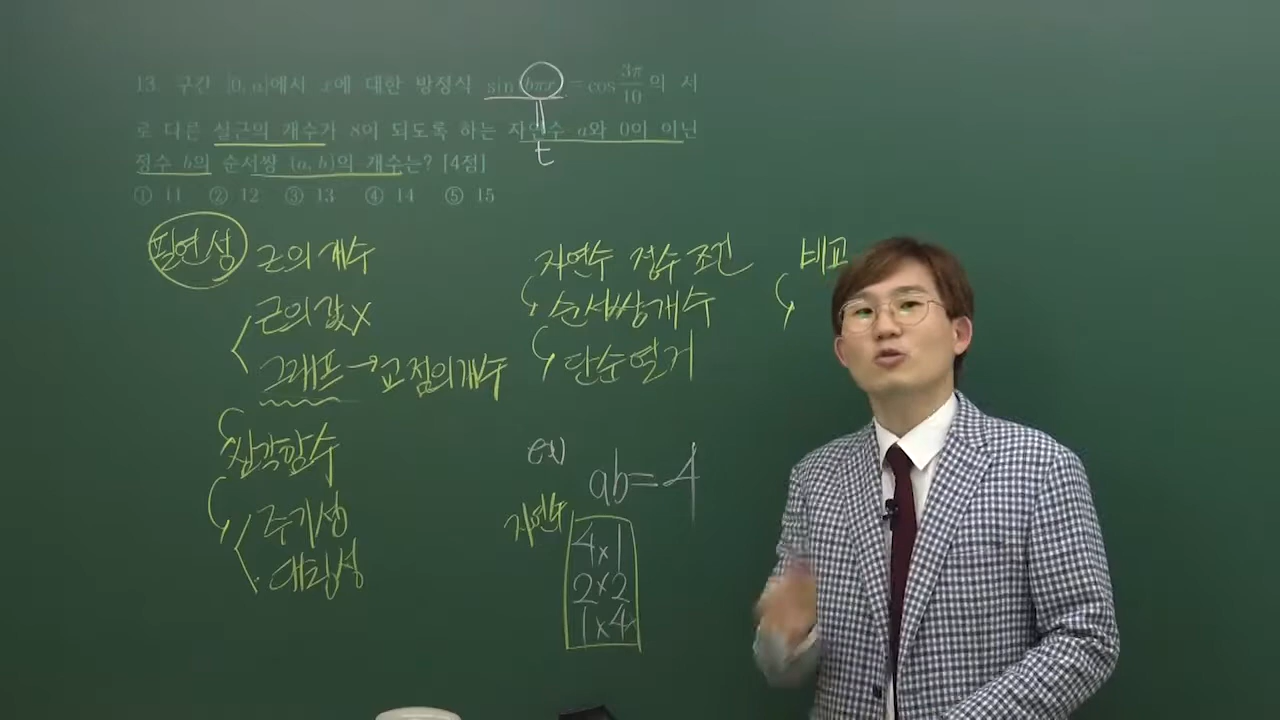 13. 구간 [0, a]에서 x에 대한 방정식 sin bπx = cos 3π/10 의 서
로 다른 실근의 개수가 8이 되도록 하는 자연수 a와 0이 아닌
t
정수 b의 순서쌍 (a, b)의 개수는? [4점]
① 11 ② 12 ③ 13 ④ 14 ⑤ 15
필연성 근의 개수 자연수 정수 조건 비교
근의 값 X 순서쌍 개수
그래프 → 교점의 개수 단순 열거
삼각함수
ex) ab=4
주기성 자연수
대칭성 4×1
2×2
1×4